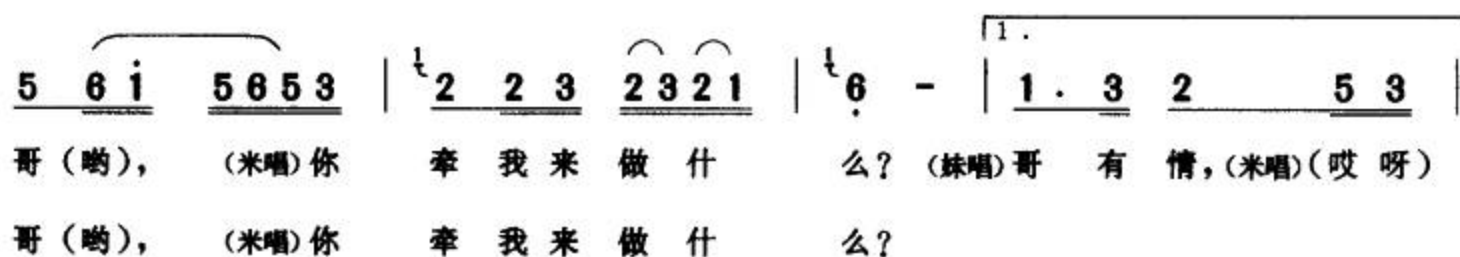 1.
5 6 1 5 6 5 3 | 1 2 2 3 2 3 2 1 | 1 6 - | 1 . 3 2 5 3 |
哥（哟）， （米唱）你 牵 我 来 做 什 么？ （妹唱）哥 有 情，（米唱）（哎 呀）
哥（哟）， （米唱）你 牵 我 来 做 什 么？